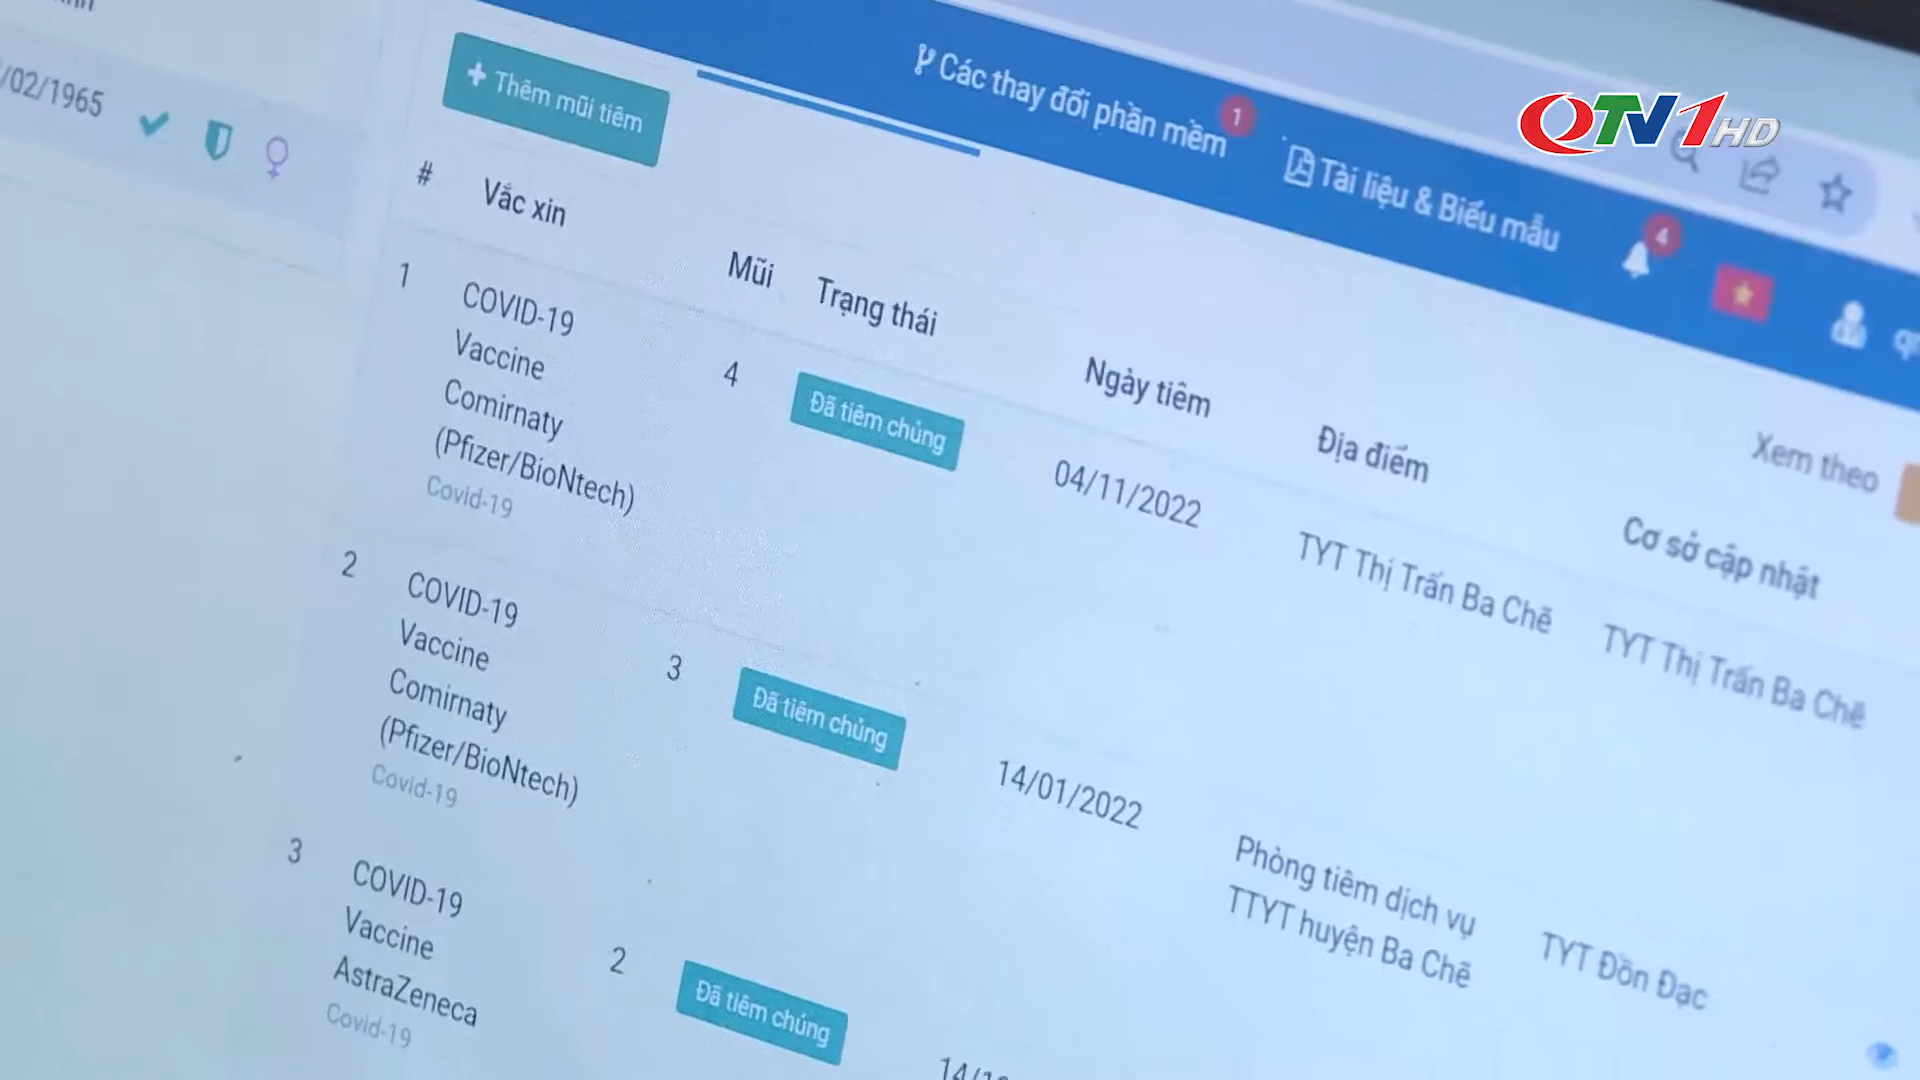 /02/1965
Thêm mũi tiêm
Các thay đổi phần mềm
1
Tài liệu & Biểu mẫu
4
QTV1HD
Xem theo
# Vắc xin Mũi Trạng thái Ngày tiêm Địa điểm Cơ sở cập nhật
1 COVID-19 4 Đã tiêm chủng 04/11/2022 TYT Thị Trấn Ba Chẽ TYT Thị Trấn Ba Chẽ
Vaccine
Comirnaty
(Pfizer/BioNtech)
Covid-19
2 COVID-19 3 Đã tiêm chủng 14/01/2022 Phòng tiêm dịch vụ TYT Đồn Đạc
Vaccine TTYT huyện Ba Chẽ
Comirnaty
(Pfizer/BioNtech)
Covid-19
3 COVID-19 2 Đã tiêm chủng
Vaccine
AstraZeneca
Covid-19